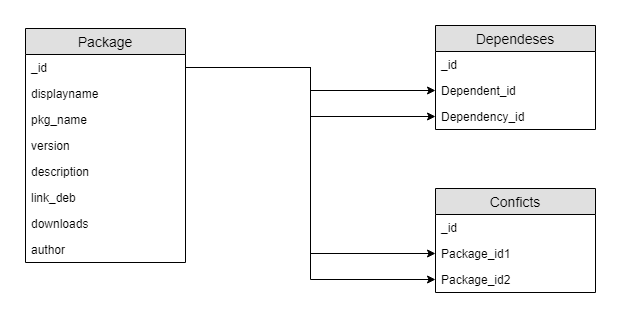 Package
_id
displayname
pkg_name
version
description
link_deb
downloads
author
Dependeses
_id
Dependent_id
Dependency_id
Conficts
_id
Package_id1
Package_id2